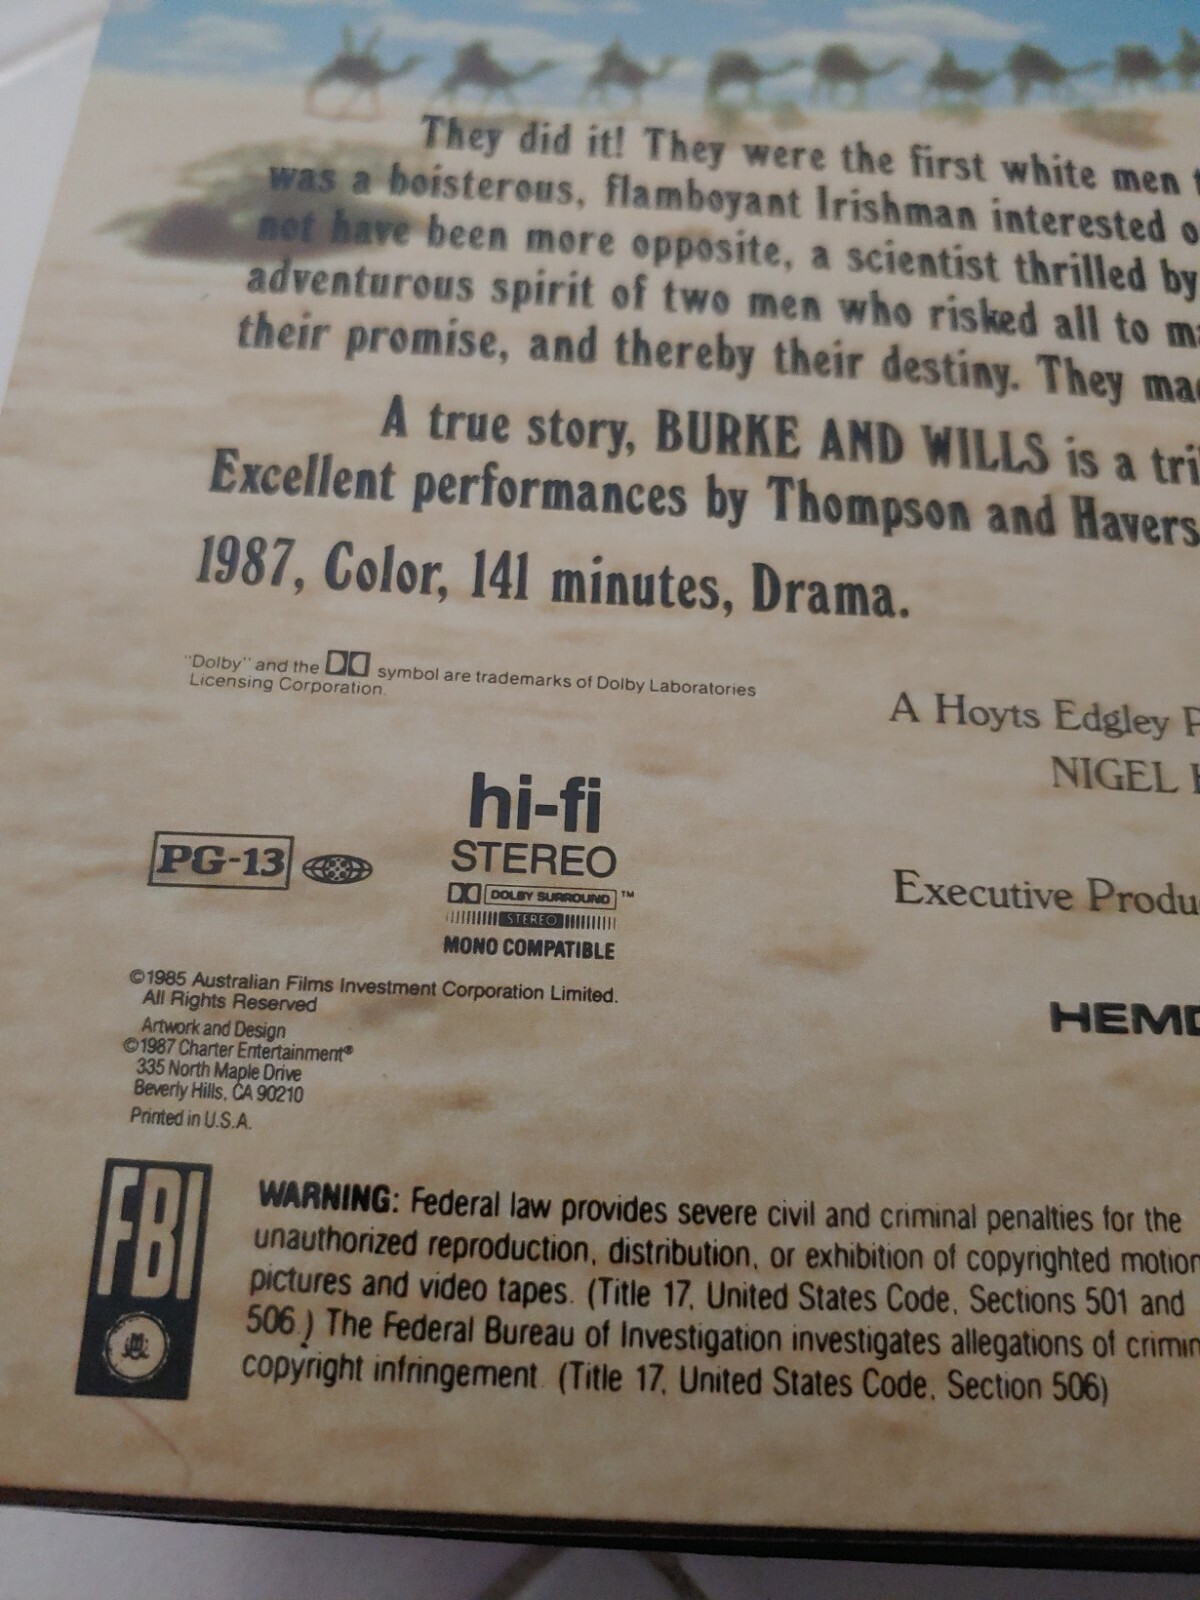 They did it! They were the first white men
was a boisterous, flamboyant Irishman interested
not have been more opposite, a scientist thrilled by
adventurous spirit of two men who risked all to
their promise, and thereby their destiny. They
A true story, BURKE AND WILLS is a
Excellent performances by Thompson and Havers
1987, Color, 141 minutes, Drama.
"Dolby" and the symbol are trademarks of Dolby Laboratories
Licensing Corporation.
A Hoyts Edgley
NIGEL
hi-fi
STEREO
DOLBY SURROUND ™
STEREO
MONO COMPATIBLE
PG-13
Executive
©1985 Australian Films Investment Corporation Limited.
All Rights Reserved
Artwork and Design
©1987 Charter Entertainment®
335 North Maple Drive
Beverly Hills, CA 90210
Printed in U.S.A.
HEMD
FBI
WARNING: Federal law provides severe civil and criminal penalties for the
unauthorized reproduction, distribution, or exhibition of copyrighted motion
pictures and video tapes. (Title 17, United States Code, Sections 501 and
506.) The Federal Bureau of Investigation investigates allegations of
copyright infringement. (Title 17, United States Code, Section 506)